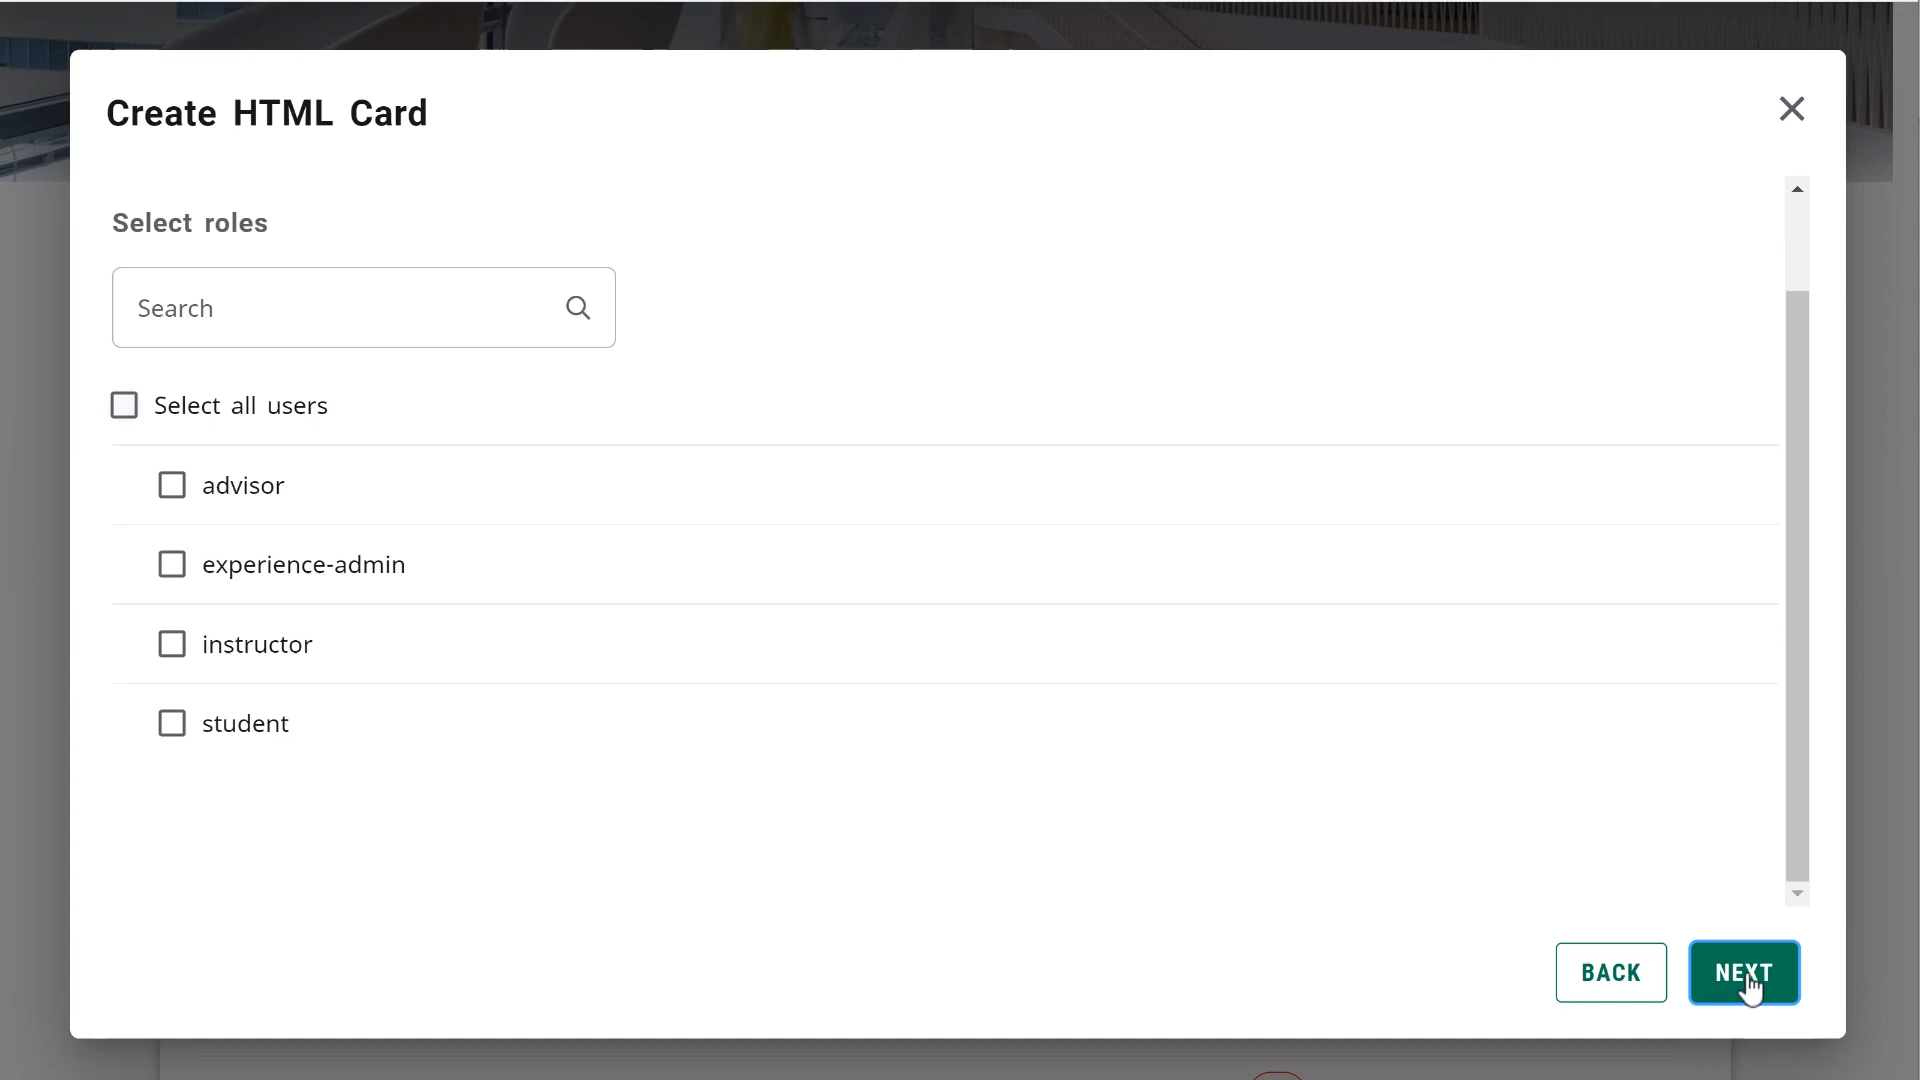 Create HTML Card
Select roles
Search
Select all users
advisor
experience-admin
instructor
student
BACK
NEXT